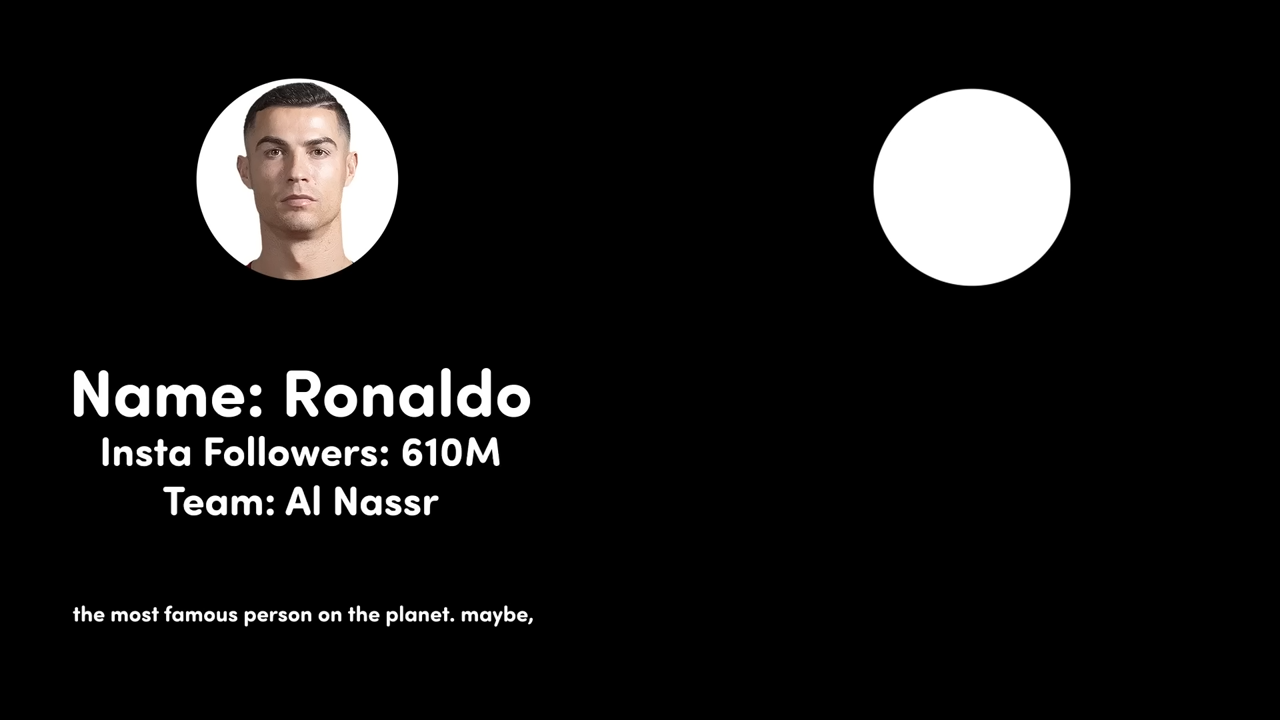 Name: Ronaldo
Insta Followers: 610M
Team: Al Nassr
the most famous person on the planet. maybe,